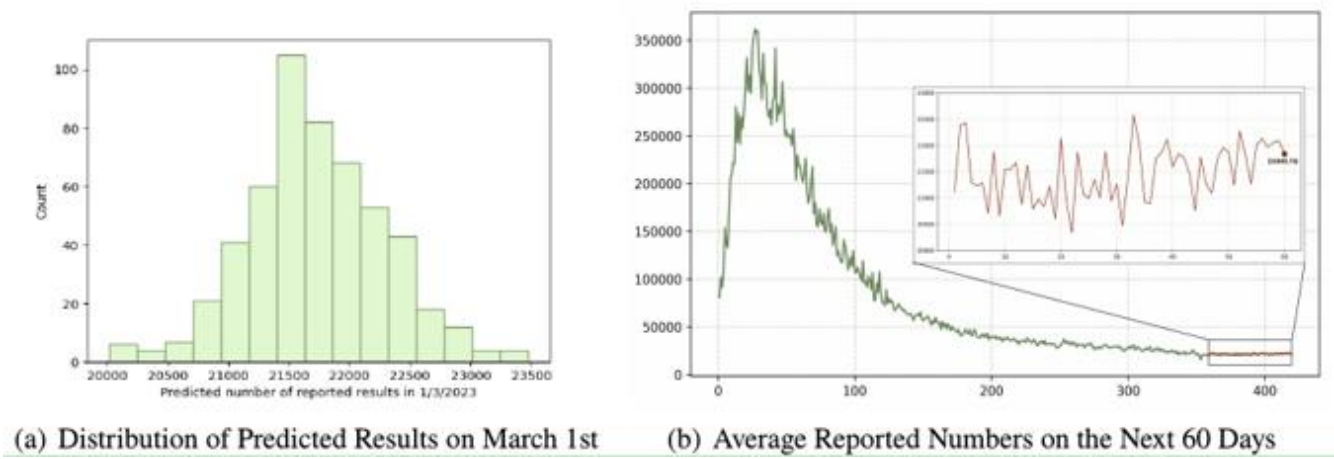 100
80
60
40
20
0
Count
20000 20500 21000 21500 22000 22500 23000 23500
Predicted number of reported results in 1/3/2023
350000
300000
250000
200000
150000
100000
50000
0
0 100 200 300 400
(a) Distribution of Predicted Results on March 1st
(b) Average Reported Numbers on the Next 60 Days